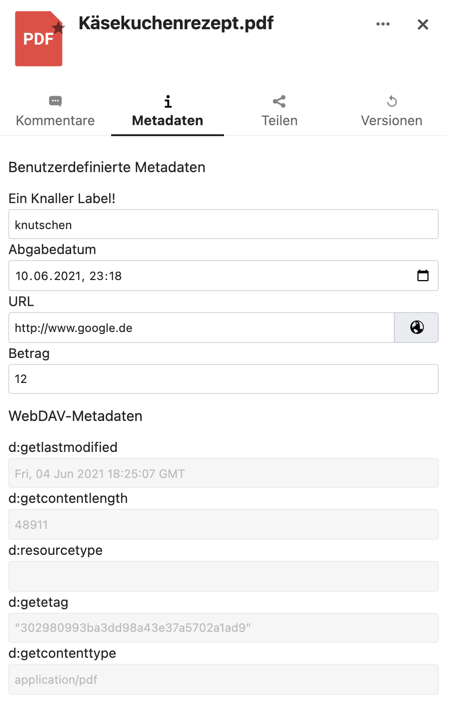 PDF
Käsekuchenrezept.pdf
Kommentare
Metadaten
Teilen
Versionen
Benutzerdefinierte Metadaten
Ein Knaller Label!
knutschen
Abgabedatum
10.06.2021, 23:18
URL
http://www.google.de
Betrag
12
WebDAV-Metadaten
d:getlastmodified
Fri, 04 Jun 2021 18:25:07 GMT
d:getcontentlength
48911
d:resourcetype
d:getetag
"302980993ba3dd98a43e37a5702a1ad9"
d:getcontenttype
application/pdf